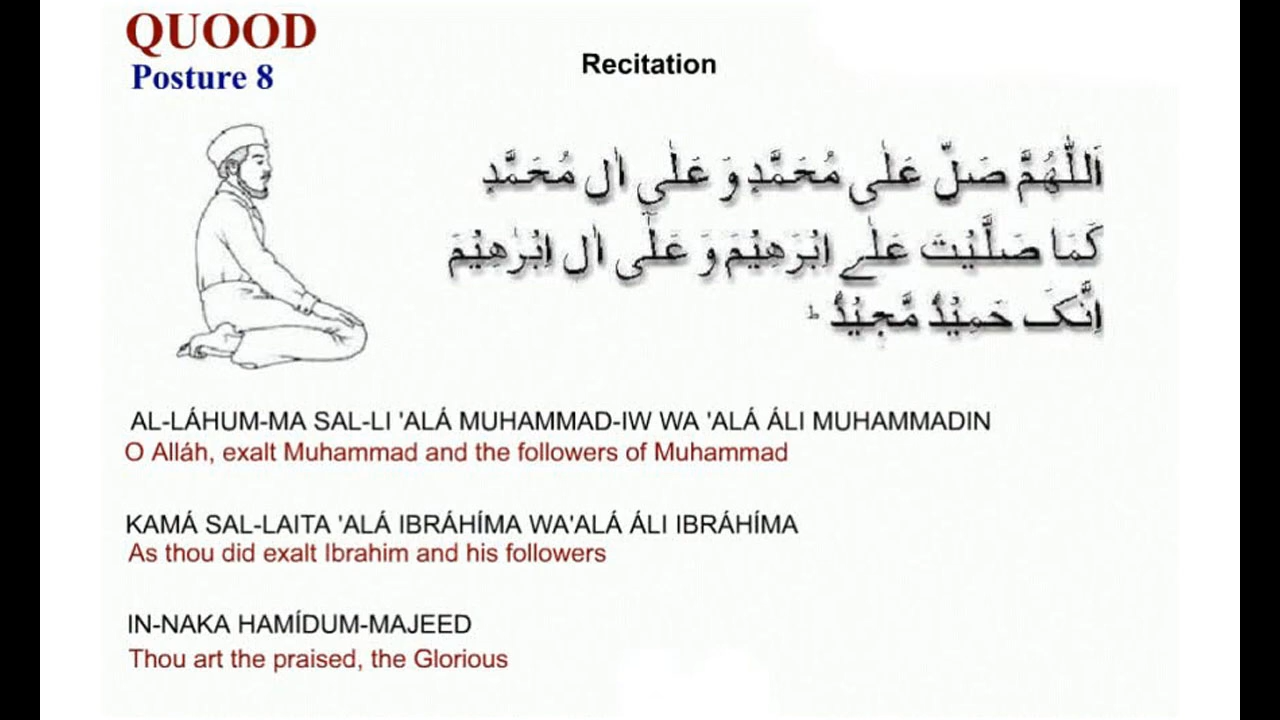 QUOOD
Posture 8
Recitation
اَللّٰهُمَّ صَلِّ عَلٰى مُحَمَّدٍ وَ عَلٰى اٰلِ مُحَمَّدٍ
كَمَا صَلَّيْتَ عَلٰے اِبْرَهِيْمَ وَ عَلٰٓى اٰلِ اِبْرٰهِيْمَ
اِنَّكَ حَمِيْدٌ مَّجِيْدٌ ؕ
AL-LÁHUM-MA SAL-LI 'ALÁ MUHAMMAD-IW WA 'ALÁ ÁLI MUHAMMADIN
O Alláh, exalt Muhammad and the followers of Muhammad
KAMÁ SAL-LAITA 'ALÁ IBRÁHÍMA WA'ALÁ ÁLI IBRÁHÍMA
As thou did exalt Ibrahim and his followers
IN-NAKA HAMÍDUM-MAJEED
Thou art the praised, the Glorious